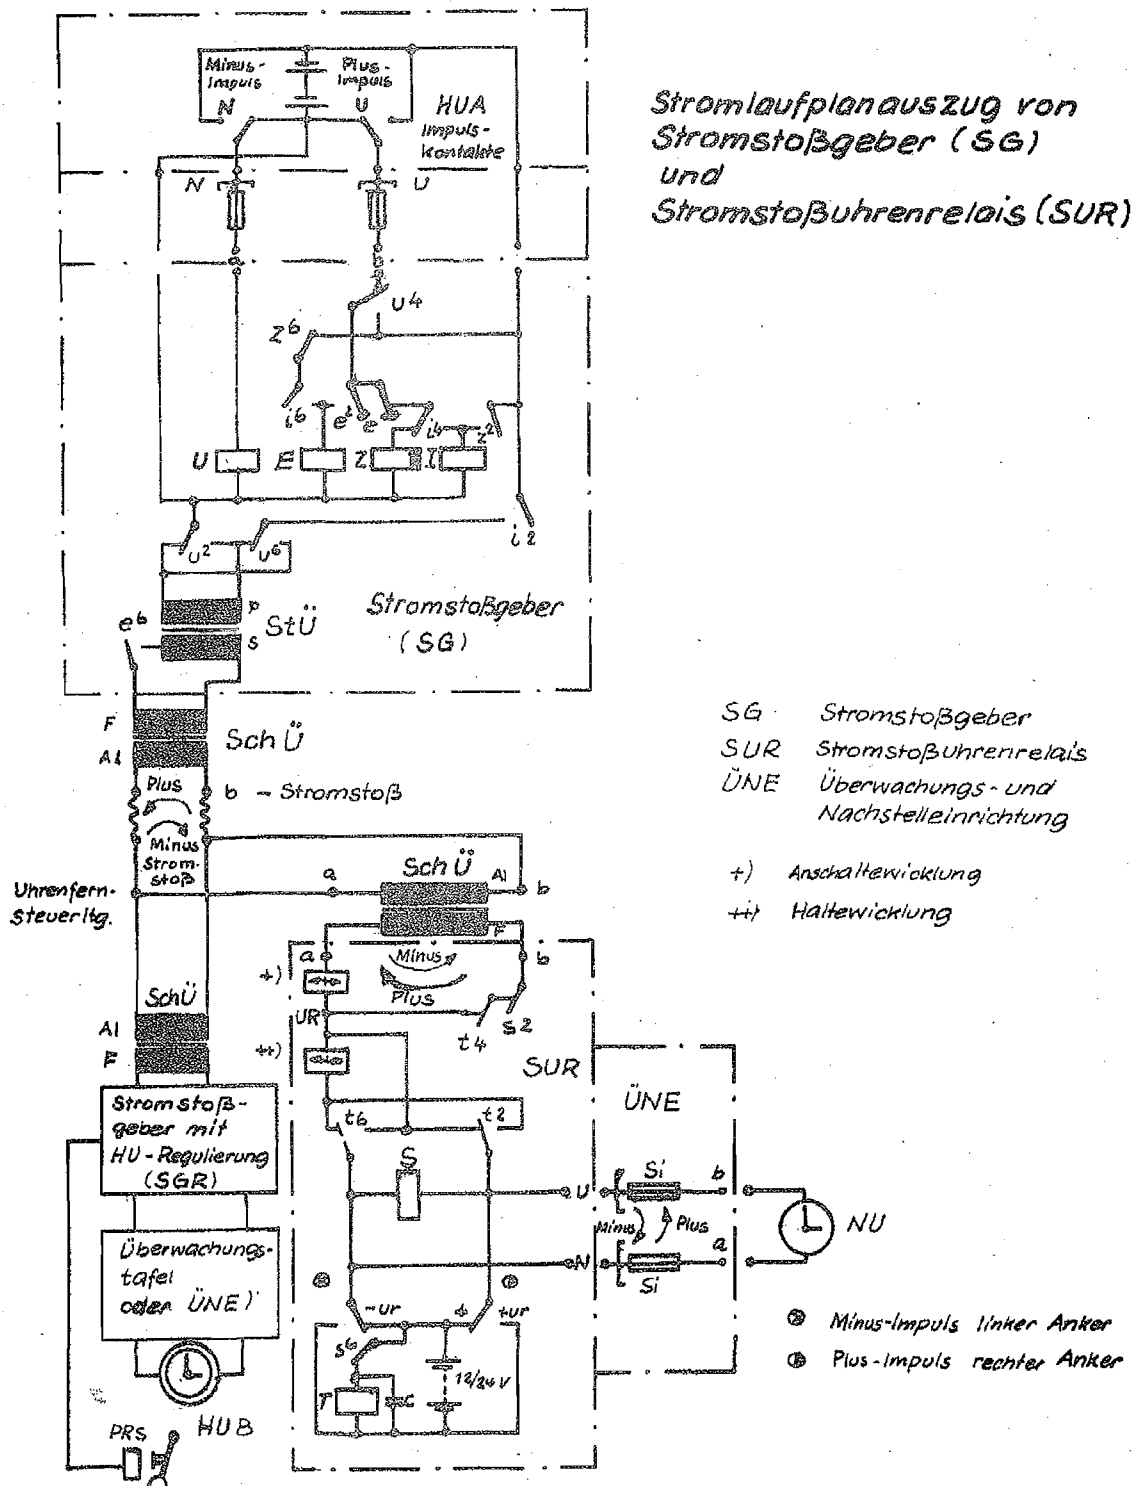 Stromlaufplanauszug von
Stromstoßgeber (SG)
und
Stromstoßuhrenrelais (SUR)
Minus-
impuls
Plus-
impuls
N
U
HUA
Impuls-
kontakte
N
U
a
b
u4
z6
i6
e2
e
i4
z2
U
E
Z
I
i2
u2
u6
p
StÜ
s
Stromstoßgeber
(SG)
e6
F
SchÜ
Al
Plus
b - Stromstoß
Minus
Strom-
stoß
Uhrenfern-
steuerltg.
SG Stromstoßgeber
SUR Stromstoßuhrenrelais
ÜNE Überwachungs- und
Nachstelleinrichtung
+) Anschaltewicklung
++) Haltewicklung
a
SchÜ
Al
b
F
a
Minus
b
+)
Plus
UR
t4
s2
++)
SUR
SchÜ
Al
F
Stromstoß-
geber mit
HU-Regulierung
(SGR)
Überwachungs-
tafel
oder ÜNE)
HUB
PRS
t6
t2
S
ÜNE
U
Si
b
Minus
Plus
a
NU
N
Si
-ur
+
+ur
s6
T
C
12/24V
Minus-Impuls linker Anker
Plus-Impuls rechter Anker